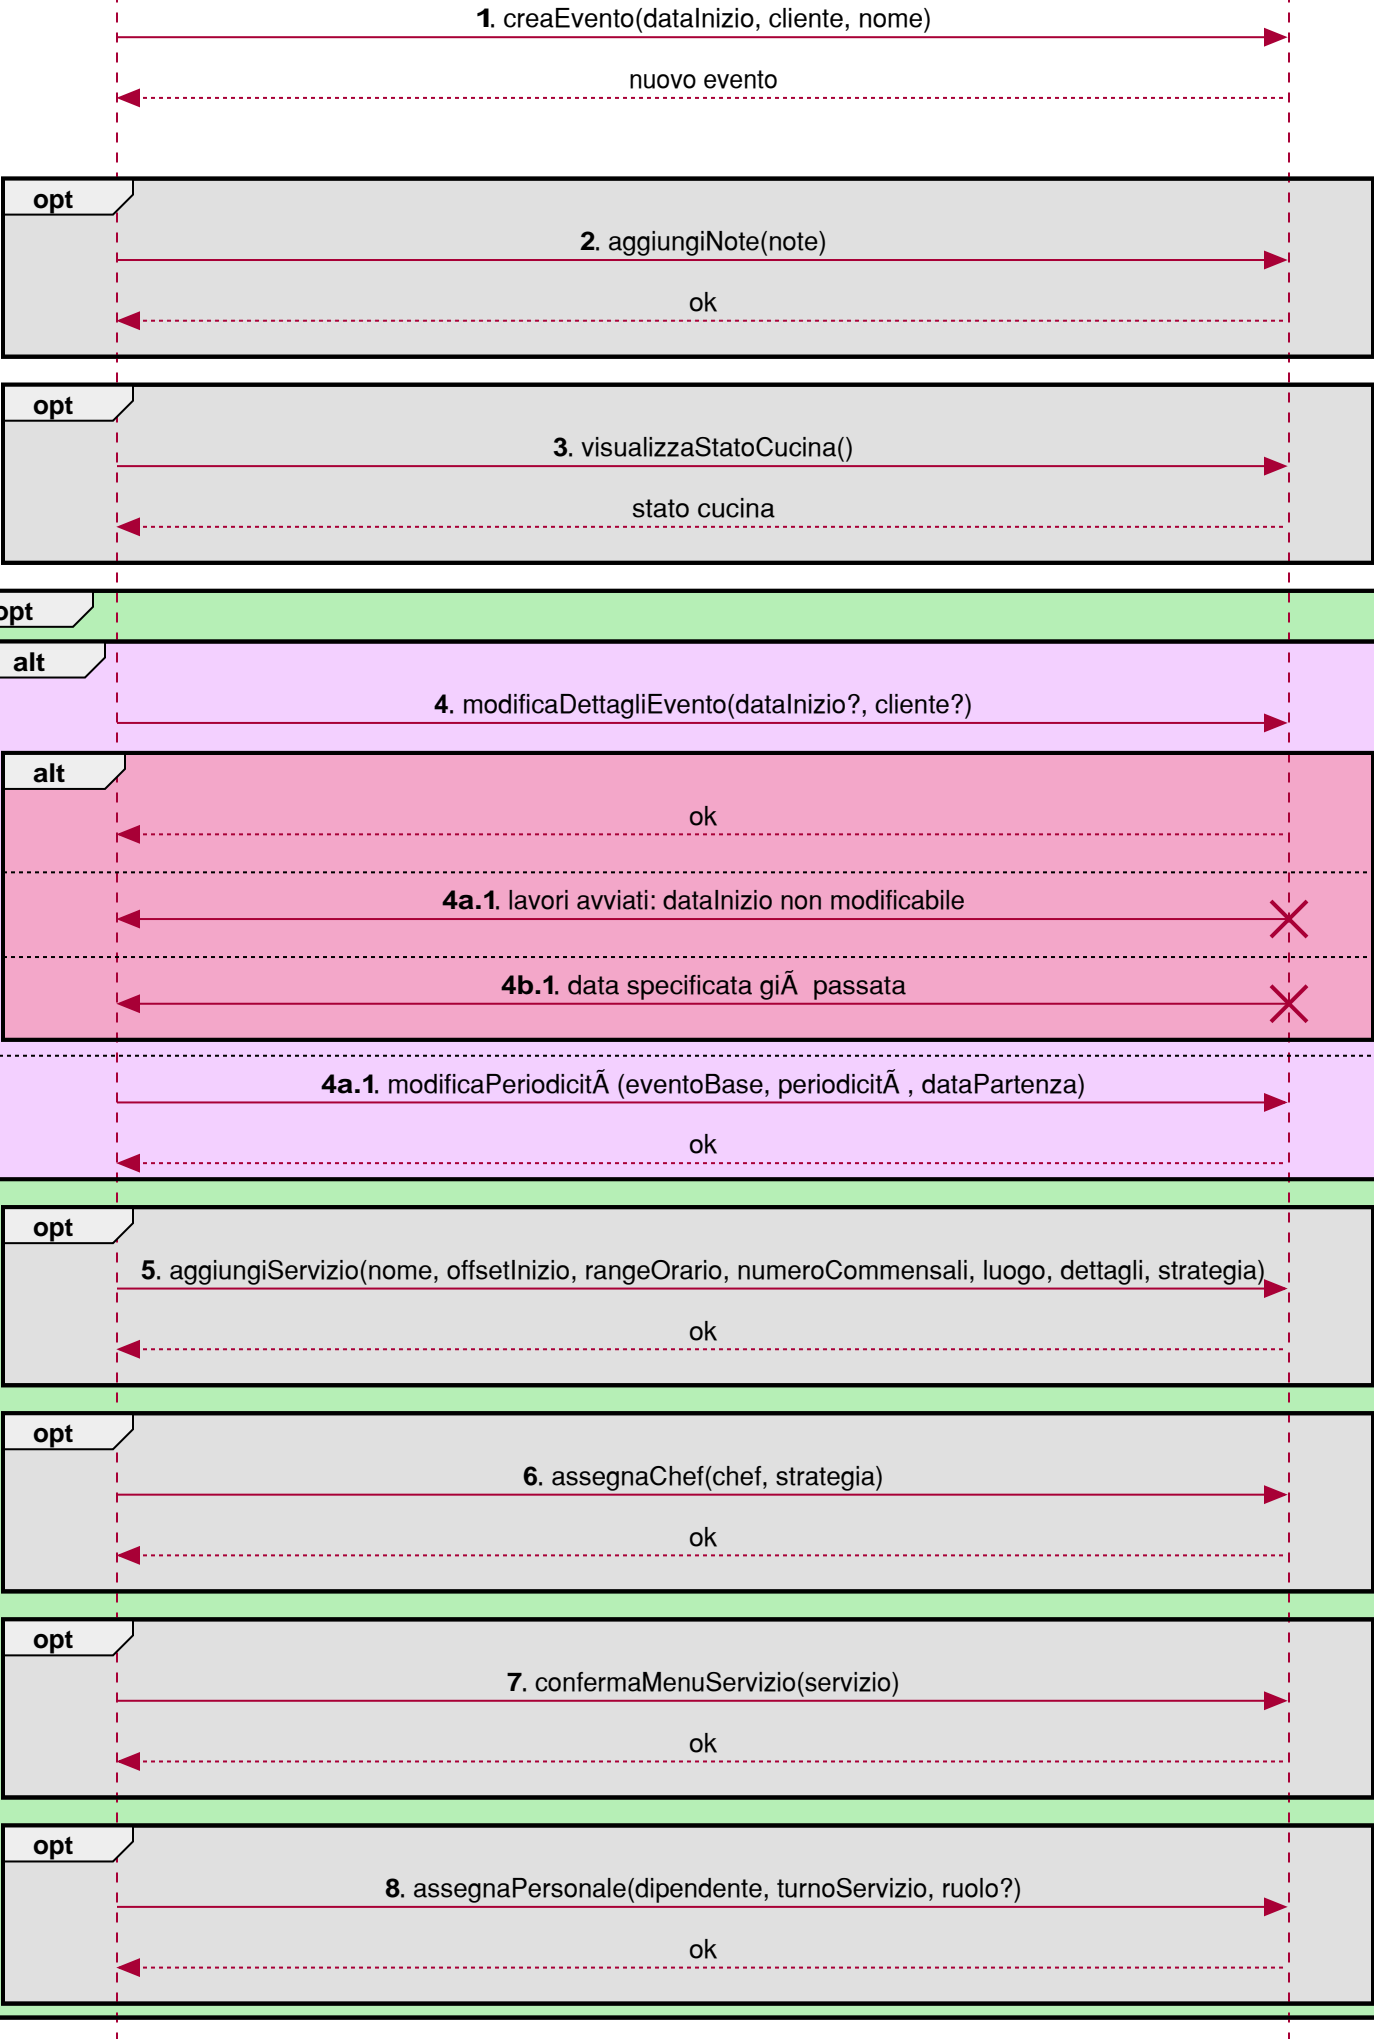 1. creaEvento(dataInizio, cliente, nome)
nuovo evento
opt
2. aggiungiNote(note)
ok
opt
3. visualizzaStatoCucina()
stato cucina
opt
alt
4. modificaDettagliEvento(dataInizio?, cliente?)
alt
ok
4a.1. lavori avviati: dataInizio non modificabile
4b.1. data specificata giÃ  passata
4a.1. modificaPeriodicitÃ (eventoBase, periodicitÃ , dataPartenza)
ok
opt
5. aggiungiServizio(nome, offsetInizio, rangeOrario, numeroCommensali, luogo, dettagli, strategia)
ok
opt
6. assegnaChef(chef, strategia)
ok
opt
7. confermaMenuServizio(servizio)
ok
opt
8. assegnaPersonale(dipendente, turnoServizio, ruolo?)
ok